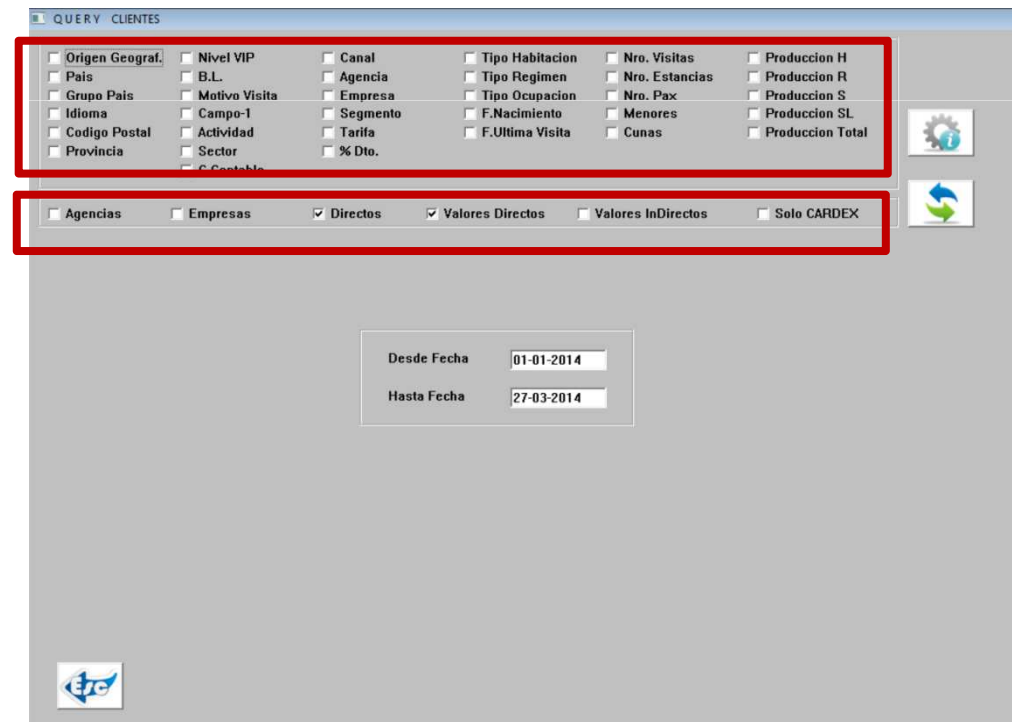 QUERY CLIENTES
Origen Geograf. Nivel VIP Canal Tipo Habitacion Nro. Visitas Produccion H
Pais B.L. Agencia Tipo Regimen Nro. Estancias Produccion R
Grupo Pais Motivo Visita Empresa Tipo Ocupacion Nro. Pax Produccion S
Idioma Campo-1 Segmento F.Nacimiento Menores Produccion SL
Codigo Postal Actividad Tarifa F.Ultima Visita Cunas Produccion Total
Provincia Sector % Dto.
C.Contable
Agencias Empresas Directos Valores Directos Valores InDirectos Solo CARDEX
Desde Fecha 01-01-2014
Hasta Fecha 27-03-2014
Esc